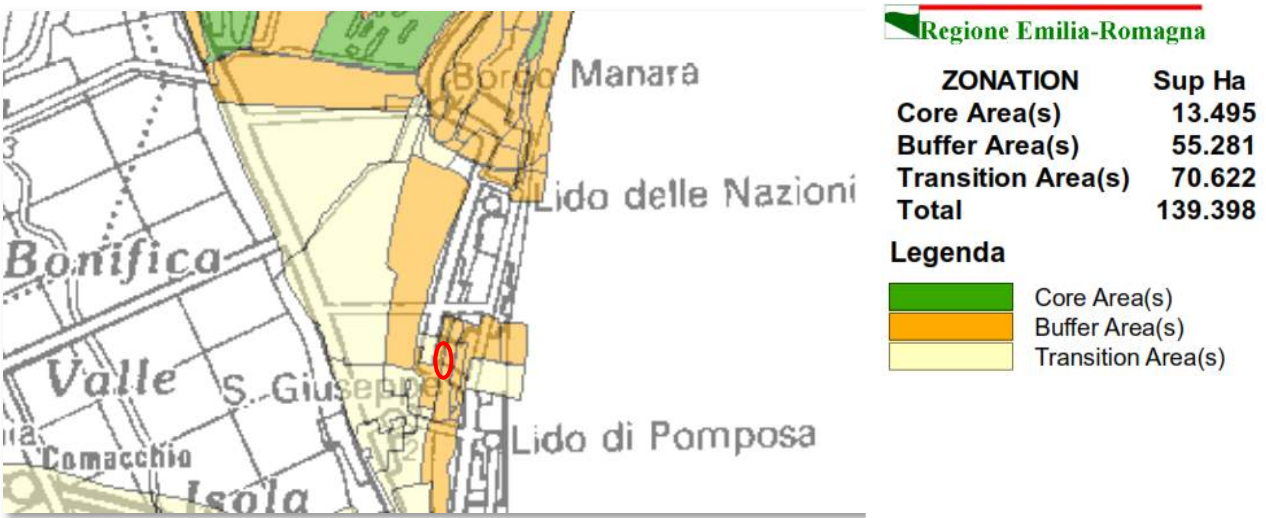 Borgo Manara
Lido delle Nazioni
Bonifica
Valle
S. Giuseppe
Lido di Pomposa
Comacchio
Isola
Regione Emilia-Romagna
ZONATION Sup Ha
Core Area(s) 13.495
Buffer Area(s) 55.281
Transition Area(s) 70.622
Total 139.398
Legenda
Core Area(s)
Buffer Area(s)
Transition Area(s)